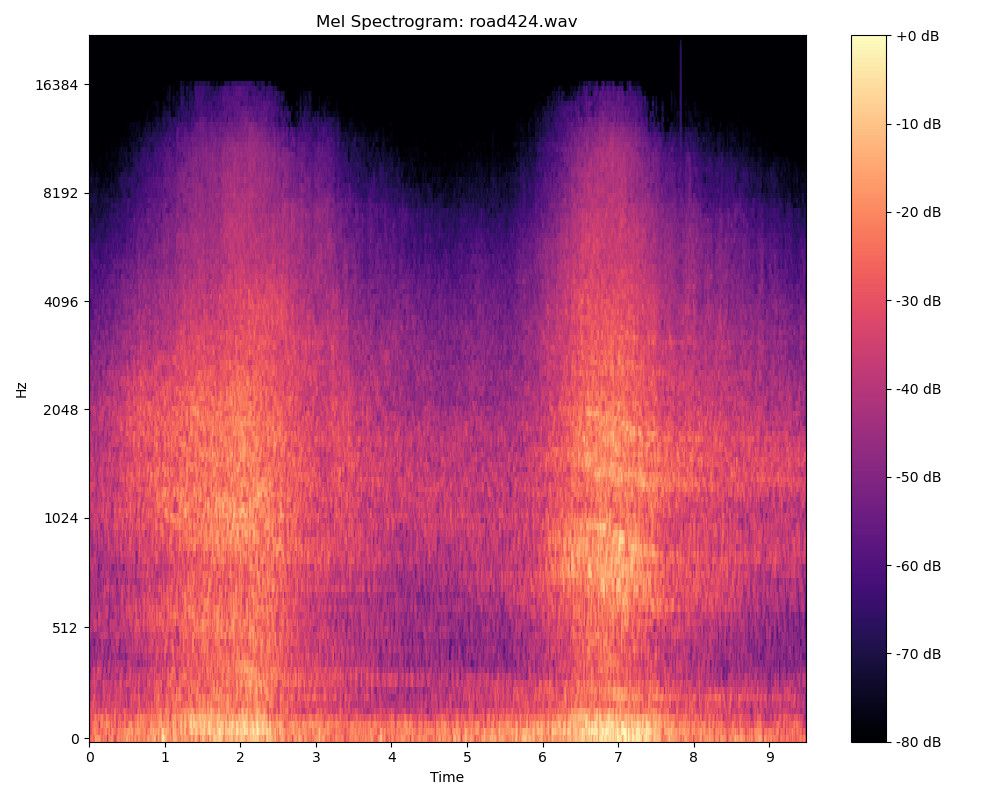 Mel Spectrogram: road424.wav
Hz
16384
8192
4096
2048
1024
512
0
0 1 2 3 4 5 6 7 8 9
Time
+0 dB
-10 dB
-20 dB
-30 dB
-40 dB
-50 dB
-60 dB
-70 dB
-80 dB